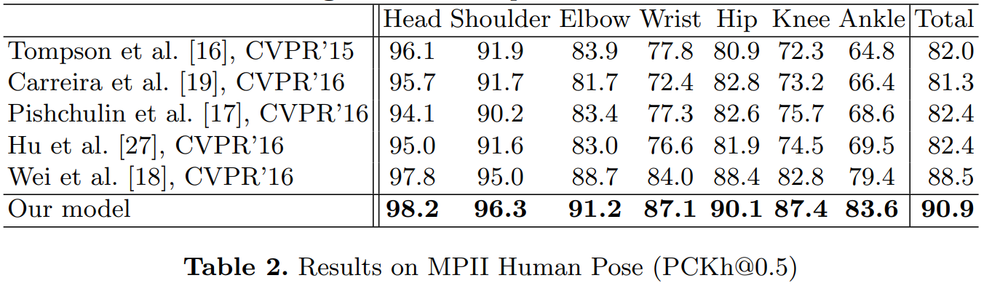 Head Shoulder Elbow Wrist Hip Knee Ankle Total
Tompson et al. [16], CVPR'15 96.1 91.9 83.9 77.8 80.9 72.3 64.8 82.0
Carreira et al. [19], CVPR'16 95.7 91.7 81.7 72.4 82.8 73.2 66.4 81.3
Pishchulin et al. [17], CVPR'16 94.1 90.2 83.4 77.3 82.6 75.7 68.6 82.4
Hu et al. [27], CVPR'16 95.0 91.6 83.0 76.6 81.9 74.5 69.5 82.4
Wei et al. [18], CVPR'16 97.8 95.0 88.7 84.0 88.4 82.8 79.4 88.5
Our model 98.2 96.3 91.2 87.1 90.1 87.4 83.6 90.9
Table 2. Results on MPII Human Pose (PCKh@0.5)